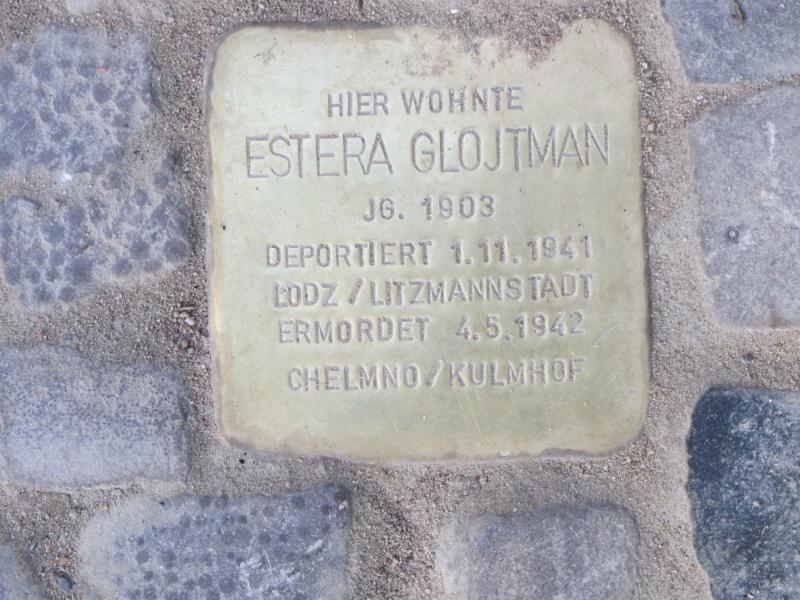 HIER WOHNTE
ESTERA GLOJTMAN
JG. 1903
DEPORTIERT 1.11.1941
ŁODZ/LITZMANNSTADT
ERMORDET 4.5.1942
CHELMNO/KULMHOF